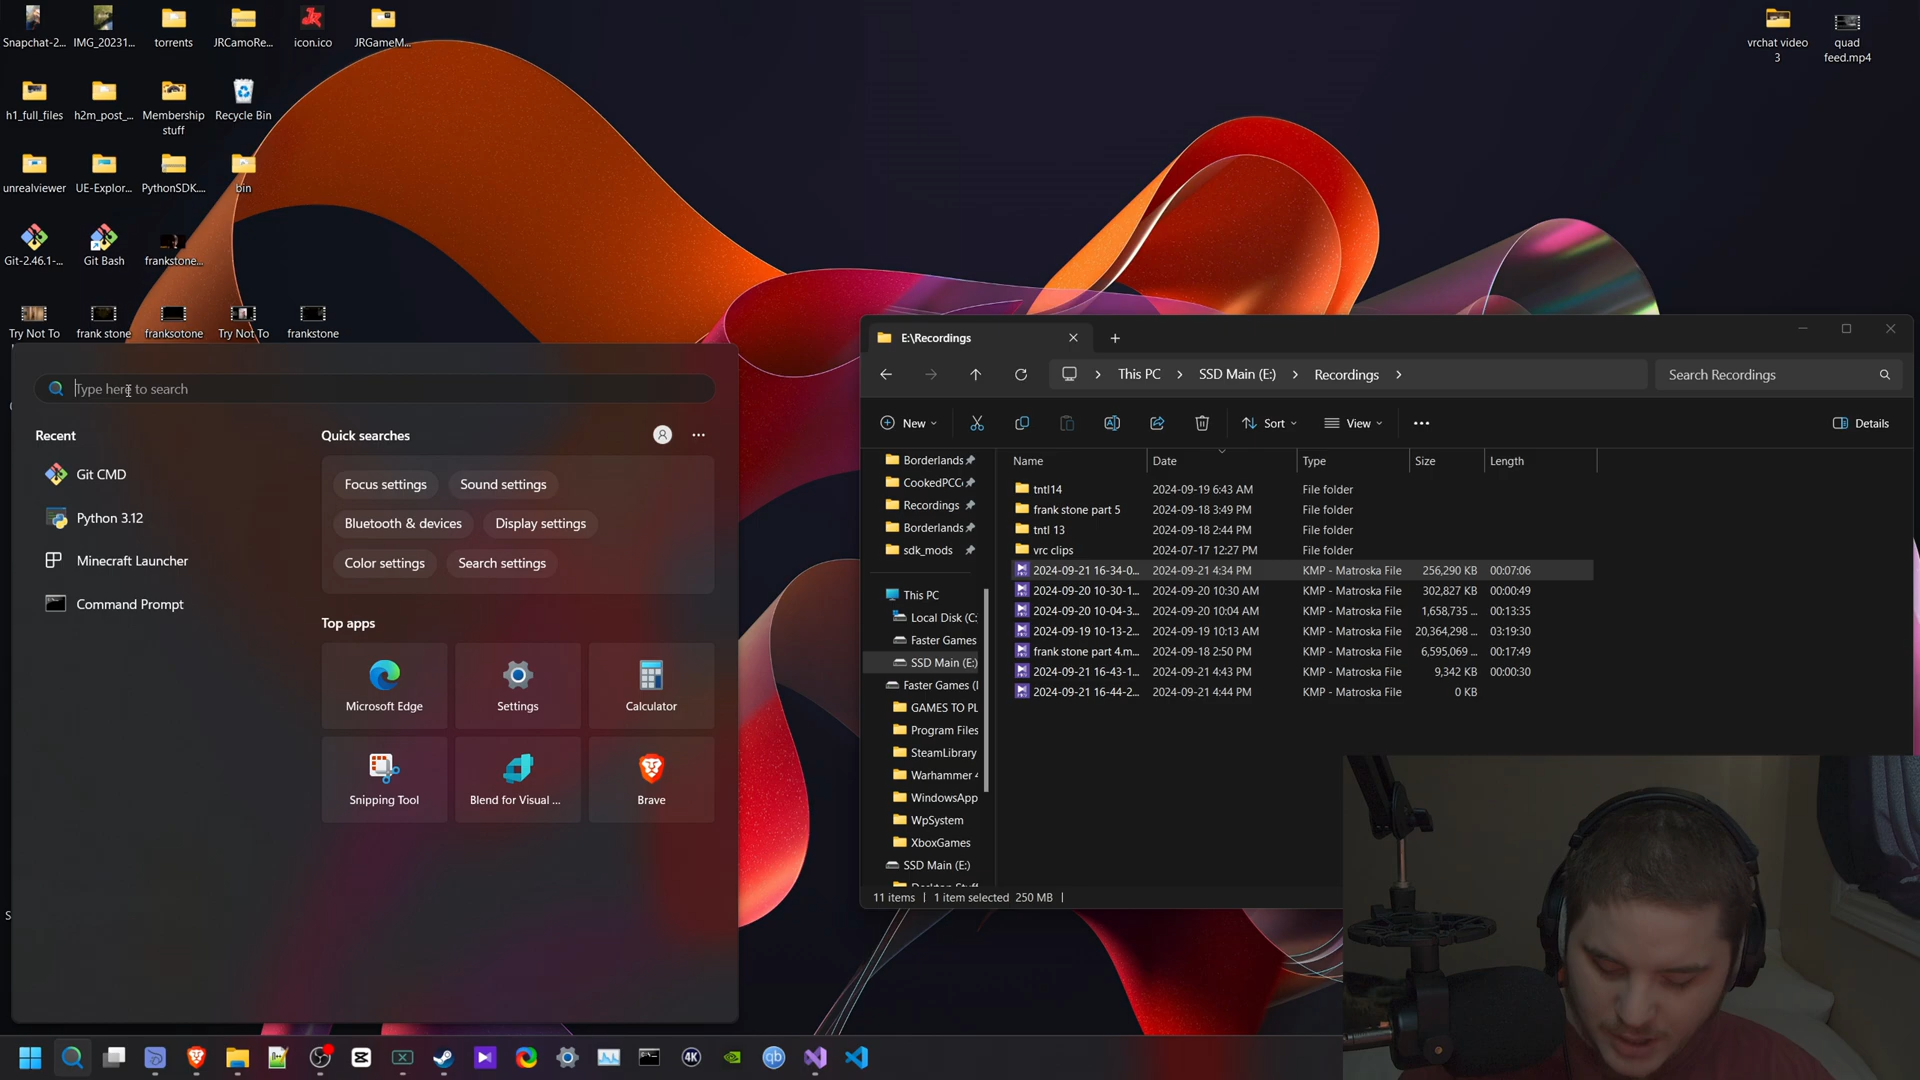 Snapchat-2...
IMG_20231...
torrents
JRCamoRe...
icon.ico
JRGameM...
vrchat video
3
quad
feed.mp4
h1_full_files
h2m_post_...
Membership
stuff
Recycle Bin
unrealviewer
UE-Explor...
PythonSDK....
bin
Git-2.46.1-...
Git Bash
frankstone...
Try Not To
frank stone
franksotone
Try Not To
frankstone
Type here to search
Recent
Git CMD
Python 3.12
Minecraft Launcher
Command Prompt
Quick searches
Focus settings
Sound settings
Bluetooth & devices
Display settings
Color settings
Search settings
Top apps
Microsoft Edge
Settings
Calculator
Snipping Tool
Blend for Visual ...
Brave
E:\Recordings
This PC
SSD Main (E:)
Recordings
Search Recordings
New
Sort
View
Details
Borderlands
CookedPCC
Recordings
Borderlands
sdk_mods
This PC
Local Disk (C:
Faster Games
SSD Main (E:)
Faster Games (
GAMES TO PL
Program Files
SteamLibrary
Warhammer 4
WindowsApp
WpSystem
XboxGames
SSD Main (E:)
Name Date Type Size Length
tntl14 2024-09-19 6:43 AM File folder
frank stone part 5 2024-09-18 3:49 PM File folder
tntl 13 2024-09-18 2:44 PM File folder
vrc clips 2024-07-17 12:27 PM File folder
2024-09-21 16-34-0... 2024-09-21 4:34 PM KMP - Matroska File 256,290 KB 00:07:06
2024-09-20 10-30-1... 2024-09-20 10:30 AM KMP - Matroska File 302,827 KB 00:00:49
2024-09-20 10-04-3... 2024-09-20 10:04 AM KMP - Matroska File 1,658,735 ... 00:13:35
2024-09-19 10-13-2... 2024-09-19 10:13 AM KMP - Matroska File 20,364,298 ... 03:19:30
frank stone part 4.m... 2024-09-18 2:50 PM KMP - Matroska File 6,595,069 ... 00:17:49
2024-09-21 16-43-1... 2024-09-21 4:43 PM KMP - Matroska File 9,342 KB 00:00:30
2024-09-21 16-44-2... 2024-09-21 4:44 PM KMP - Matroska File 0 KB
11 items 1 item selected 250 MB
S
4K
qb